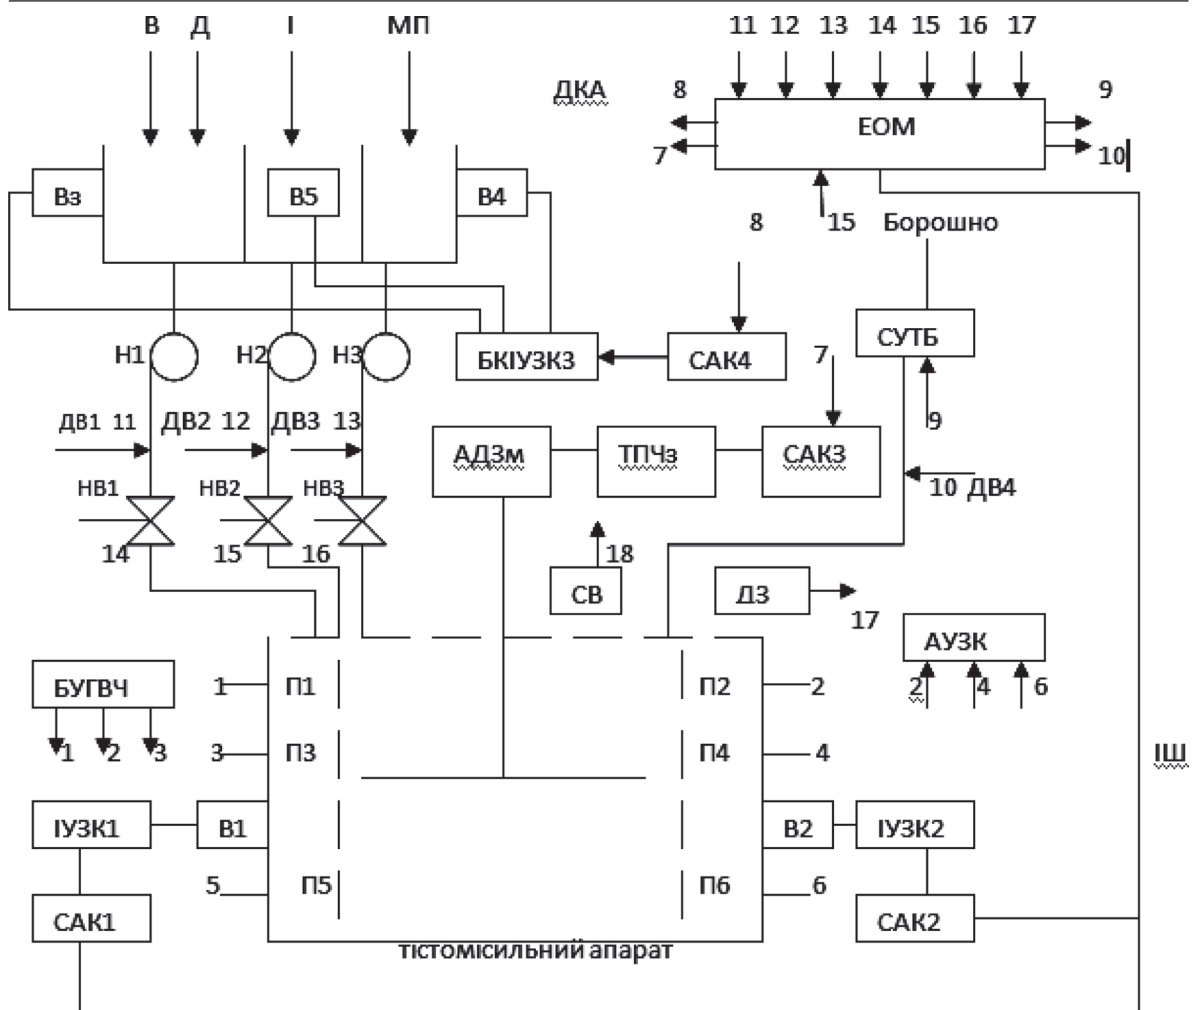 В Д І МП 11 12 13 14 15 16 17
ДКА 8 9
ЕОМ
7 10
Вз В5 В4
8 15 Борошно
СУТБ
Н1 Н2 Н3 БКІУЗКЗ САК4 7
ДВ1 11 ДВ2 12 ДВЗ 13 9
АДЗм ТПЧз САКЗ
НВ1 НВ2 НВЗ 10 ДВ4
14 15 16 18
СВ ДЗ
17
АУЗК
БУГВЧ 1 П1 П2 2 2 4 6
1 2 3 3 П3 П4 4 ІШ
ІУЗК1 В1 В2 ІУЗК2
5 П5 П6 6
САК1 САК2
тістомісильний апарат